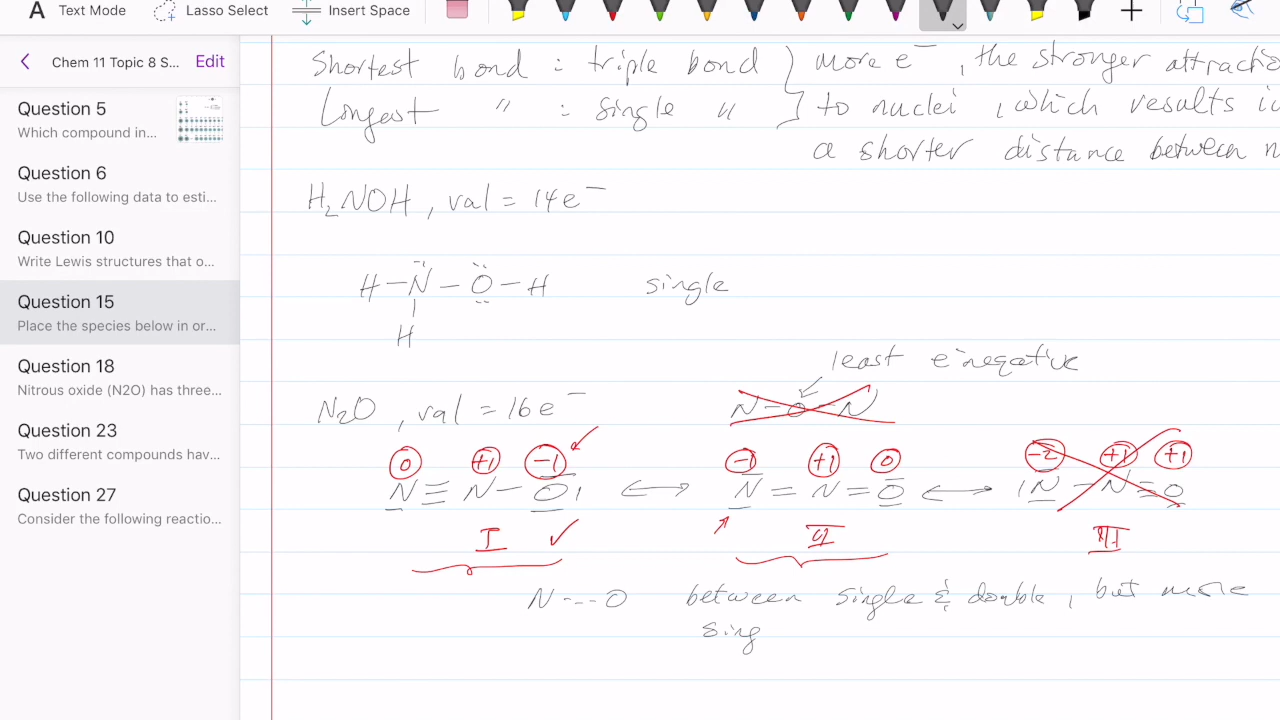 Text Mode
Lasso Select
Insert Space
Chem 11 Topic 8 S...
Edit
Question 5
Which compound in...
Question 6
Use the following data to esti...
Question 10
Write Lewis structures that o...
Question 15
Place the species below in or...
Question 18
Nitrous oxide (N2O) has three...
Question 23
Two different compounds hav...
Question 27
Consider the following reactio...
Shortest bond : triple bond } more e⁻, the stronger attractio
Longest " : single " } to nuclei, which results i
a shorter distance between n
H₂NOH, val = 14e⁻
H – N – O – H single
H
least e⁻negative
N₂O, val = 16e⁻ N – O – N
0 +1 -1 -1 +1 0 -2 +1 +1
N ≡ N – O ⟷ N = N = O ⟷ N – N ≡ O
I ✓ II III
N --- O between single & double, but more
sing